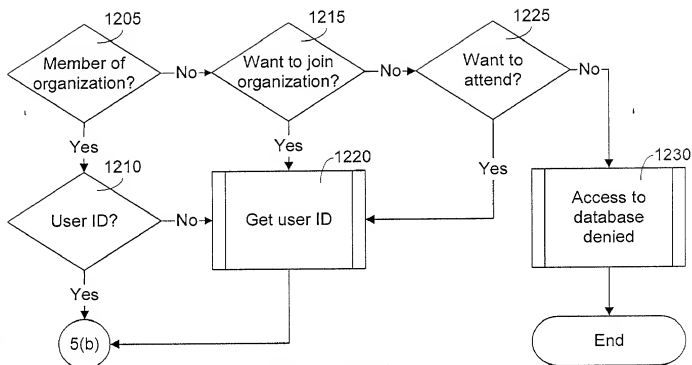 1205
1215
1225
Member of
organization?
No
Want to join
organization?
No
Want to
attend?
No
Yes
Yes
Yes
1210
1220
1230
User ID?
No
Get user ID
Access to
database
denied
Yes
5(b)
End